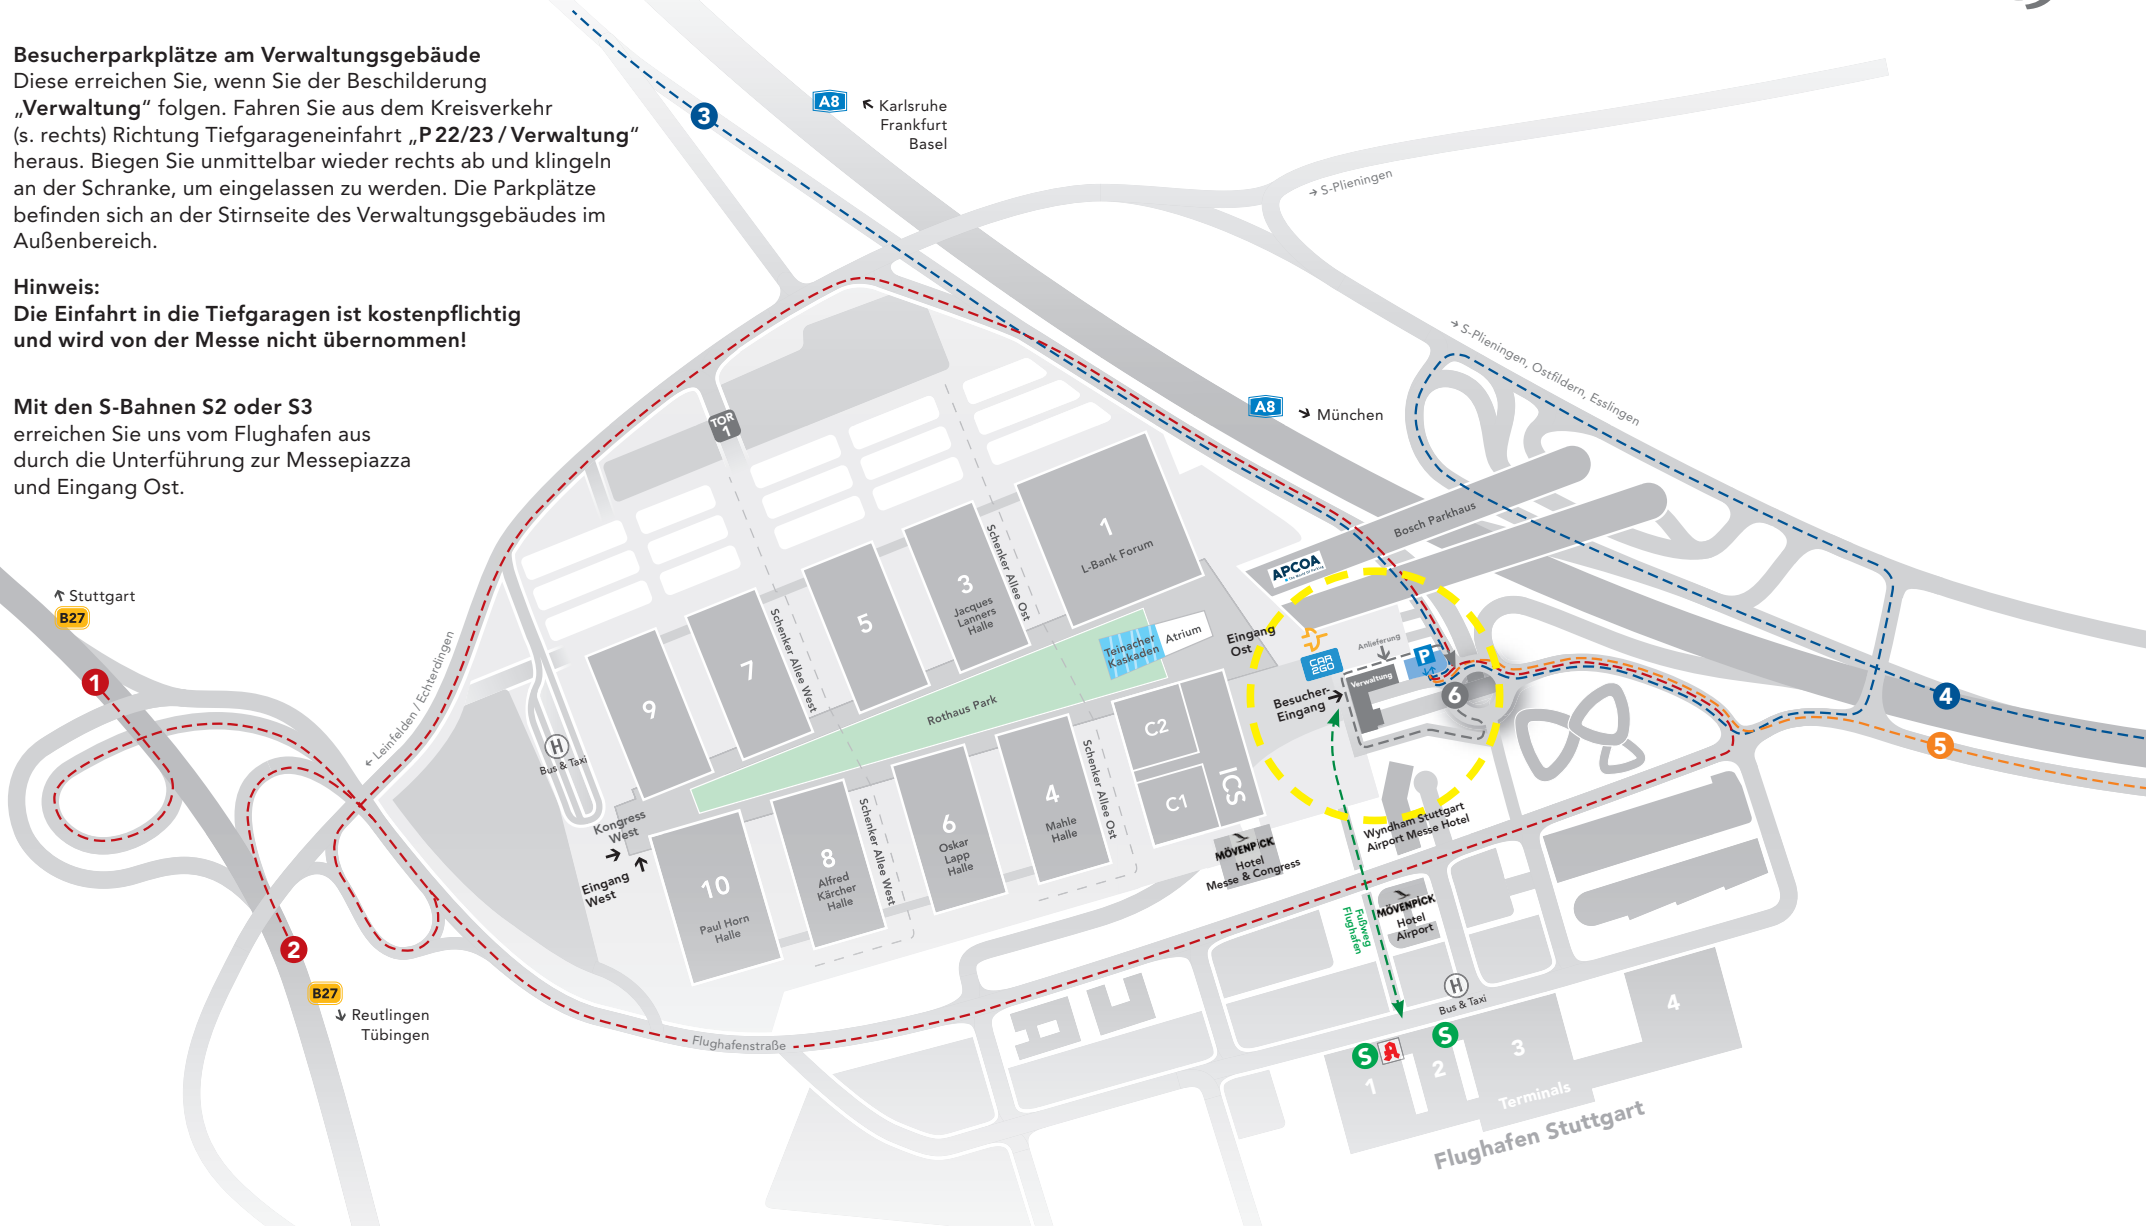 Besucherparkplätze am Verwaltungsgebäude
Diese erreichen Sie, wenn Sie der Beschilderung
„Verwaltung“ folgen. Fahren Sie aus dem Kreisverkehr
(s. rechts) Richtung Tiefgarageneinfahrt „P 22/23 / Verwaltung“
heraus. Biegen Sie unmittelbar wieder rechts ab und klingeln
an der Schranke, um eingelassen zu werden. Die Parkplätze
befinden sich an der Stirnseite des Verwaltungsgebäudes im
Außenbereich.
Hinweis:
Die Einfahrt in die Tiefgaragen ist kostenpflichtig
und wird von der Messe nicht übernommen!
Mit den S-Bahnen S2 oder S3
erreichen Sie uns vom Flughafen aus
durch die Unterführung zur Messepiazza
und Eingang Ost.
3
A8
↖ Karlsruhe
Frankfurt
Basel
→ S-Plieningen
→ S-Plieningen, Ostfildern, Esslingen
A8
↘ München
TOR
1
Bosch Parkhaus
APCOA
↑ Stuttgart
B27
1
2
B27
↓ Reutlingen
Tübingen
← Leinfelden / Echterdingen
H
Bus & Taxi
Kongress
West
Eingang
West
9
7
Schenker Allee West
5
3
Jacques
Lanners
Halle
Schenker Allee Ost
1
L-Bank Forum
Rothaus Park
Teinacher
Kaskaden
Atrium
Eingang
Ost
CAR
2GO
Anlieferung
P
Verwaltung
Besucher-
Eingang
6
10
Paul Horn
Halle
8
Alfred
Kärcher
Halle
Schenker Allee West
6
Oskar
Lapp
Halle
4
Mahle
Halle
Schenker Allee Ost
C2
C1
ICS
MÖVENPICK
Hotel
Messe & Congress
Wyndham Stuttgart
Airport Messe Hotel
MÖVENPICK
Hotel
Airport
Fußweg
Flughafen
4
5
H
Bus & Taxi
Flughafenstraße
S
A
S
1
2
3
4
Terminals
Flughafen Stuttgart